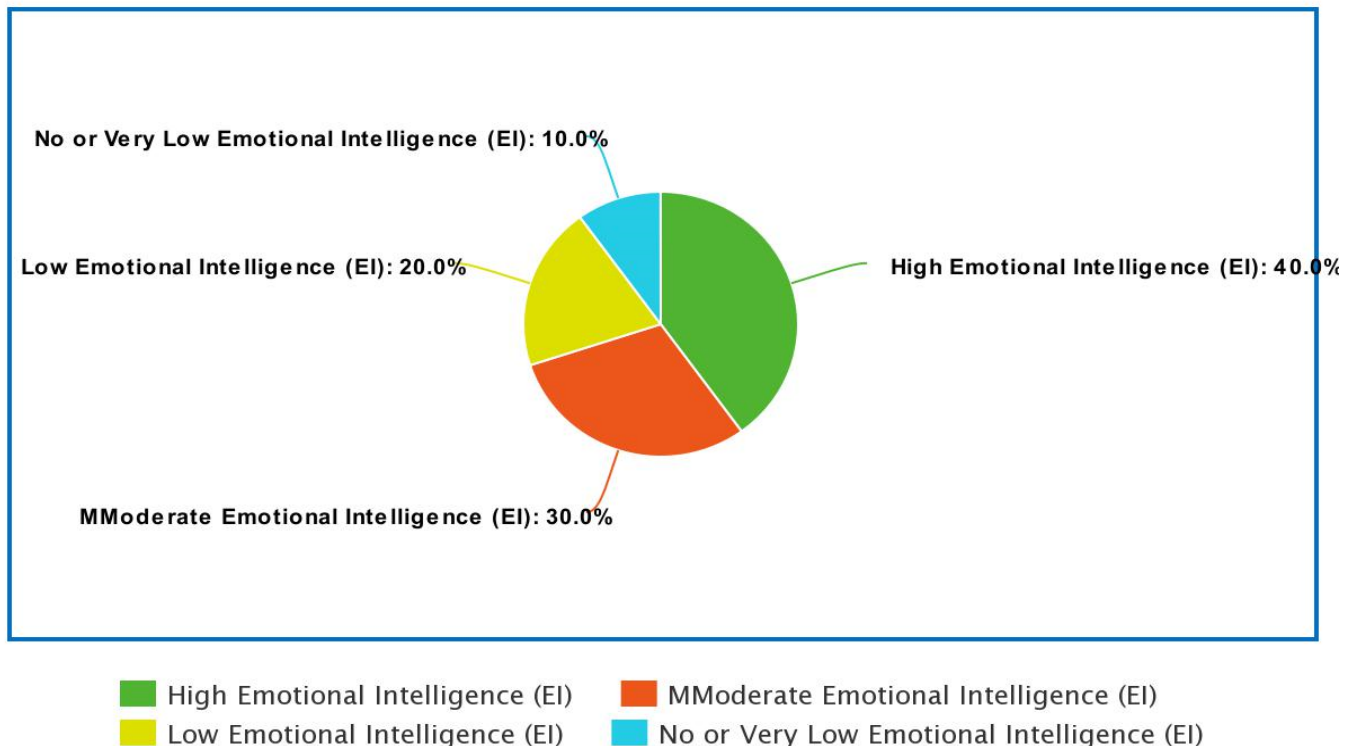 No or Very Low Emotional Intelligence (EI): 10.0%
Low Emotional Intelligence (EI): 20.0%
High Emotional Intelligence (EI): 40.0%
MModerate Emotional Intelligence (EI): 30.0%
High Emotional Intelligence (EI)
MModerate Emotional Intelligence (EI)
Low Emotional Intelligence (EI)
No or Very Low Emotional Intelligence (EI)